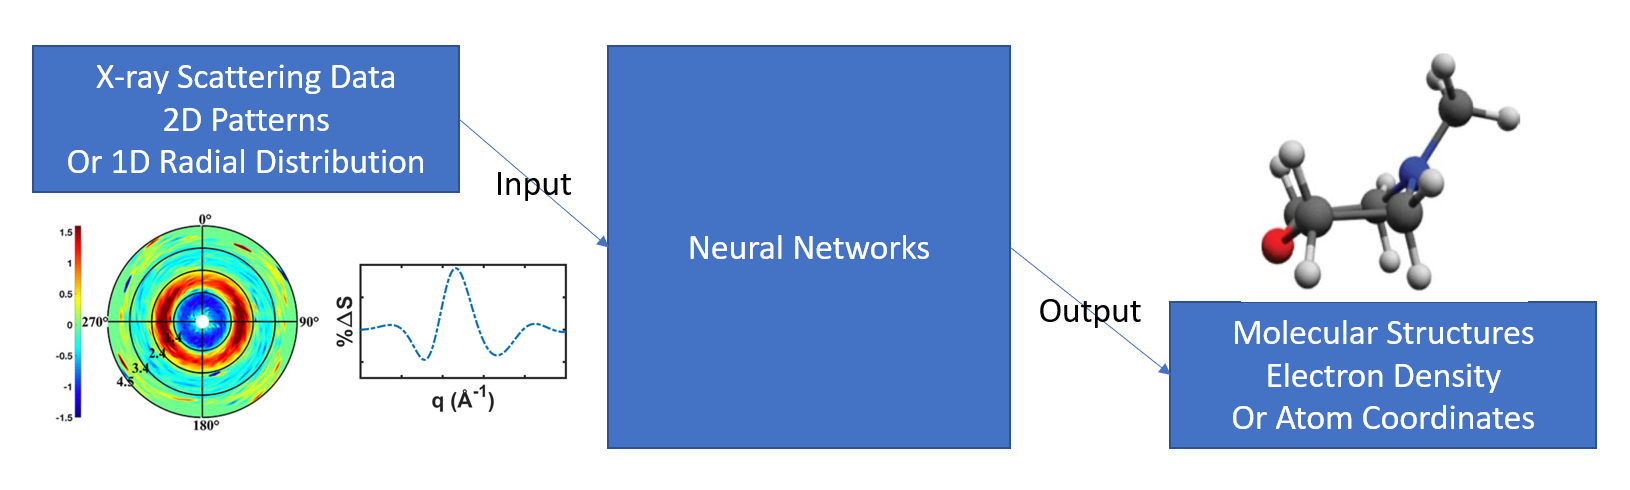 X-ray Scattering Data
2D Patterns
Or 1D Radial Distribution
Input
Neural Networks
Output
Molecular Structures
Electron Density
Or Atom Coordinates
0°
90°
180°
270°
1.5
1
0.5
0
-0.5
-1
-1.5
1.4
2.4
3.4
4.5
%ΔS
q (Å⁻¹)